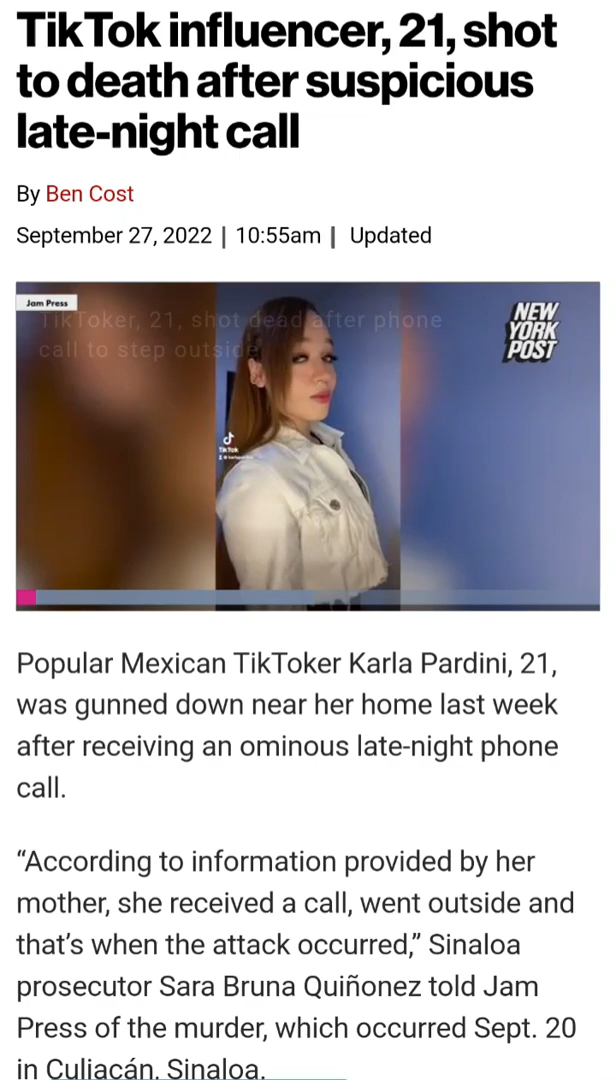 TikTok influencer, 21, shot
to death after suspicious
late-night call
By Ben Cost
September 27, 2022 | 10:55am | Updated
Jam Press
TikToker, 21, shot dead after phone
call to step outside
NEW
YORK
POST
TikTok
Popular Mexican TikToker Karla Pardini, 21,
was gunned down near her home last week
after receiving an ominous late-night phone
call.
“According to information provided by her
mother, she received a call, went outside and
that’s when the attack occurred,” Sinaloa
prosecutor Sara Bruna Quiñonez told Jam
Press of the murder, which occurred Sept. 20
in Culiacán, Sinaloa.